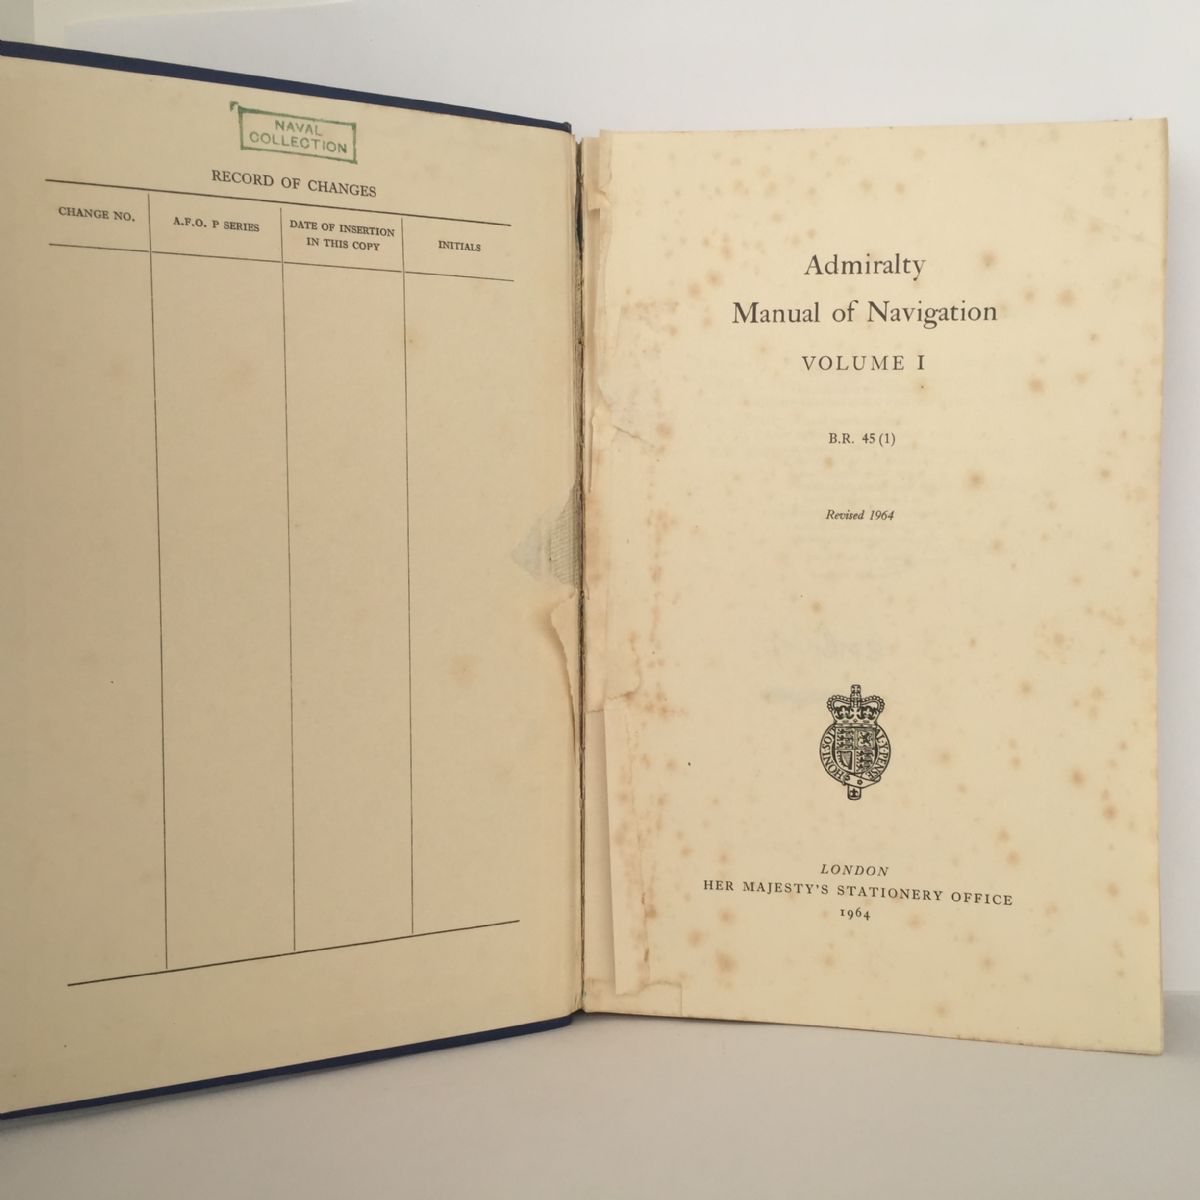 NAVAL
COLLECTION
RECORD OF CHANGES
CHANGE NO.
A.F.O. P SERIES
DATE OF INSERTION
IN THIS COPY
INITIALS
Admiralty
Manual of Navigation
VOLUME I
B.R. 45 (1)
Revised 1964
LONDON
HER MAJESTY'S STATIONERY OFFICE
1964